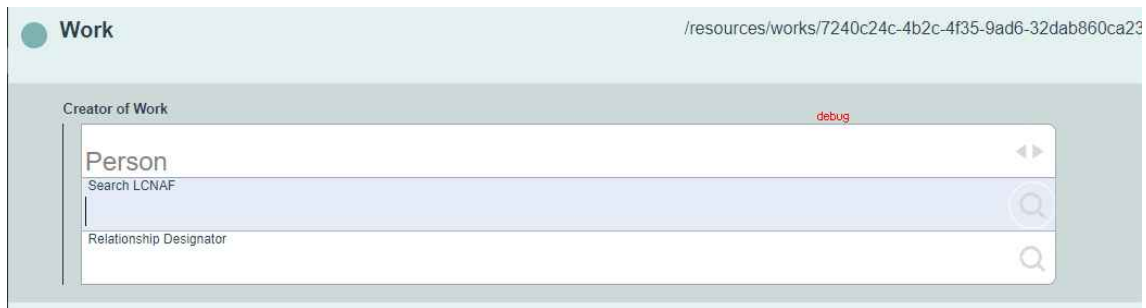 Work
/resources/works/7240c24c-4b2c-4f35-9ad6-32dab860ca23
Creator of Work
debug
Person
Search LCNAF
Relationship Designator